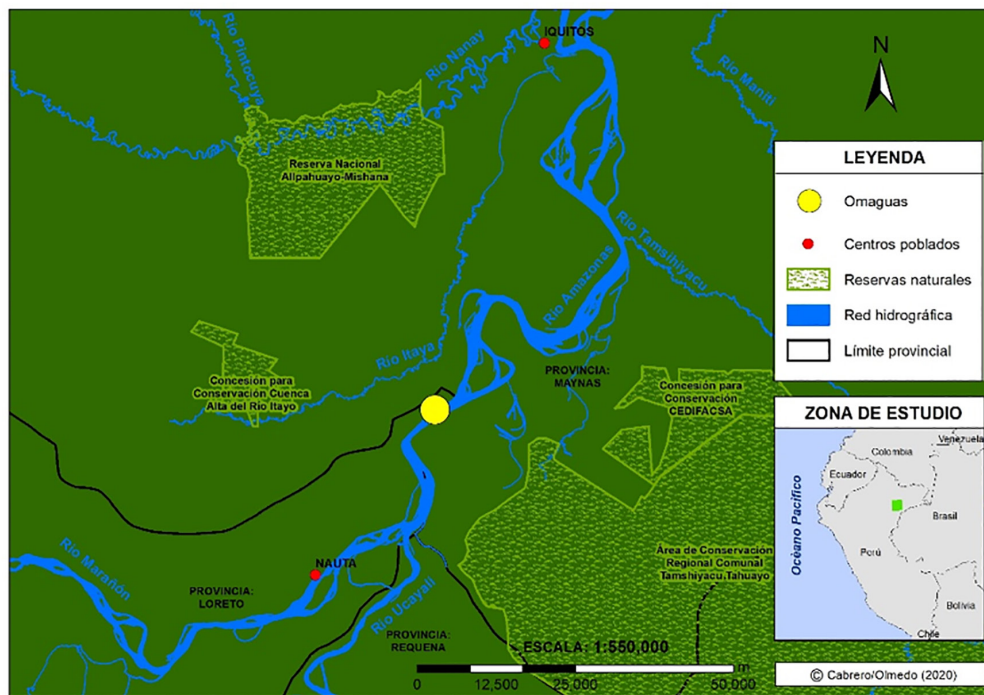 IQUITOS
Río Pintocuya
Río Nanay
Río Maniti
N
Reserva Nacional
Allpahuayo-Mishana
Río Tamsihiyacu
Río Amazonas
Río Itaya
PROVINCIA:
MAYNAS
Concesión para
Conservación Cuenca
Alta del Río Itayo
Concesión para
Conservación
CEDIFACSA
Río Marañón
NAUTA
PROVINCIA:
LORETO
Río Ucayali
PROVINCIA:
REQUENA
Área de Conservación
Regional Comunal
Tamshiyacu Tahuayo
ESCALA: 1:550,000
m
0
12,500
25,000
50,000
LEYENDA
Omaguas
Centros poblados
Reservas naturales
Red hidrográfica
Límite provincial
ZONA DE ESTUDIO
Venezuela
Colombia
Ecuador
Océano Pacífico
Brasil
Perú
Bolivia
Chile
© Cabrero/Olmedo (2020)